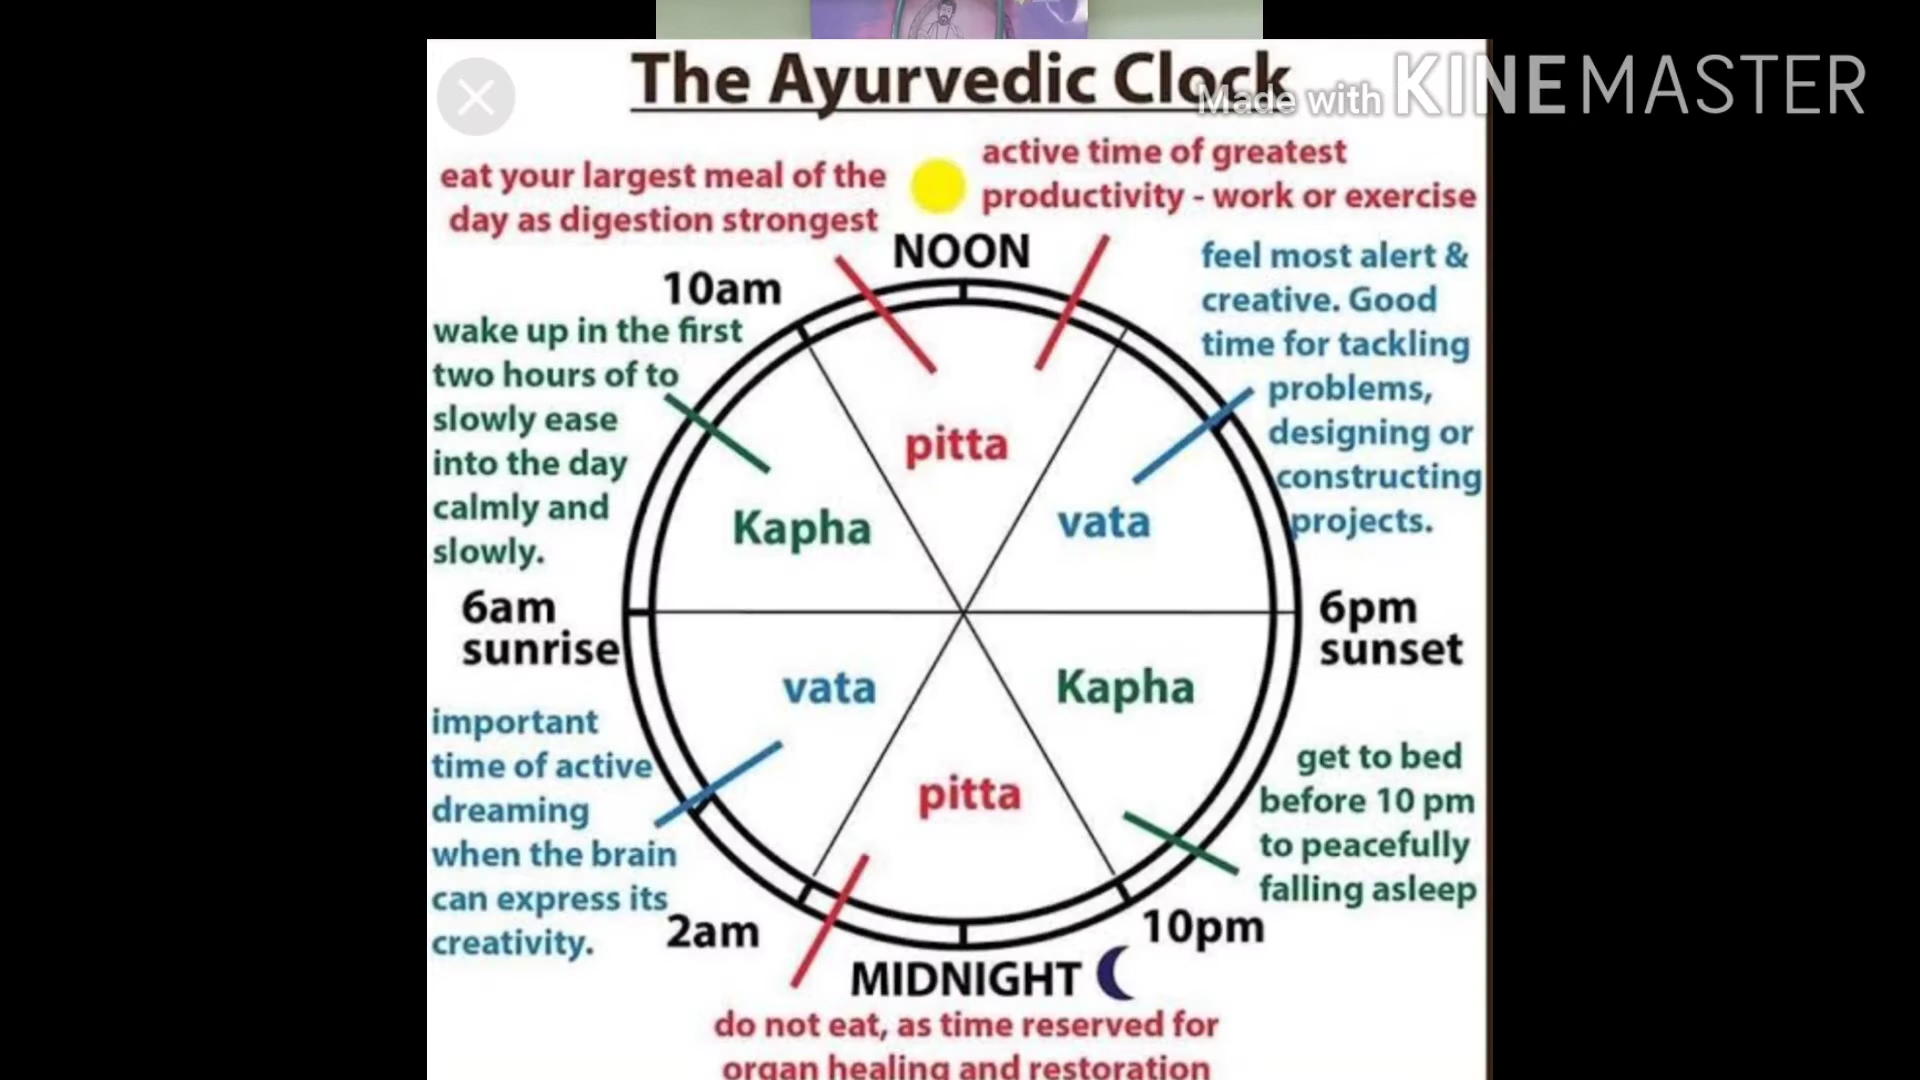 The Ayurvedic Clock
Made with KINEMASTER
eat your largest meal of the
day as digestion strongest
active time of greatest
productivity - work or exercise
NOON
10am
feel most alert &
creative. Good
time for tackling
problems,
designing or
constructing
projects.
wake up in the first
two hours of to
slowly ease
into the day
calmly and
slowly.
pitta
Kapha
vata
6am
sunrise
6pm
sunset
vata
Kapha
pitta
important
time of active
dreaming
when the brain
can express its
creativity.
get to bed
before 10 pm
to peacefully
falling asleep
2am
10pm
MIDNIGHT
do not eat, as time reserved for
organ healing and restoration